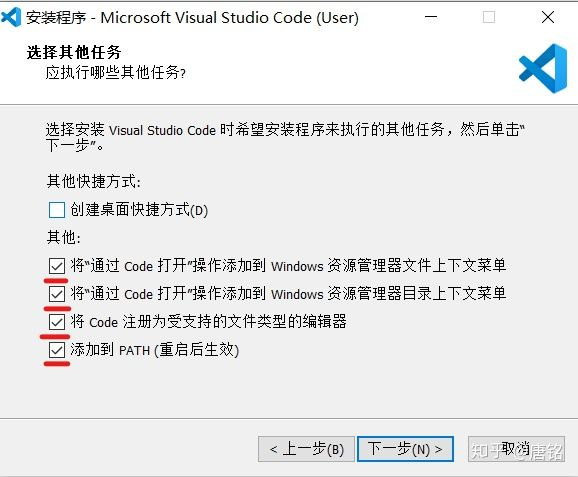 安装程序 - Microsoft Visual Studio Code (User)
选择其他任务
应执行哪些其他任务?
选择安装 Visual Studio Code 时希望安装程序来执行的其他任务，然后单击“
下一步”。
其他快捷方式:
创建桌面快捷方式(D)
其他:
将“通过 Code 打开”操作添加到 Windows 资源管理器文件上下文菜单
将“通过 Code 打开”操作添加到 Windows 资源管理器目录上下文菜单
将 Code 注册为受支持的文件类型的编辑器
添加到 PATH (重启后生效)
< 上一步(B) 下一步(N) > 取消
知乎 @唐铭